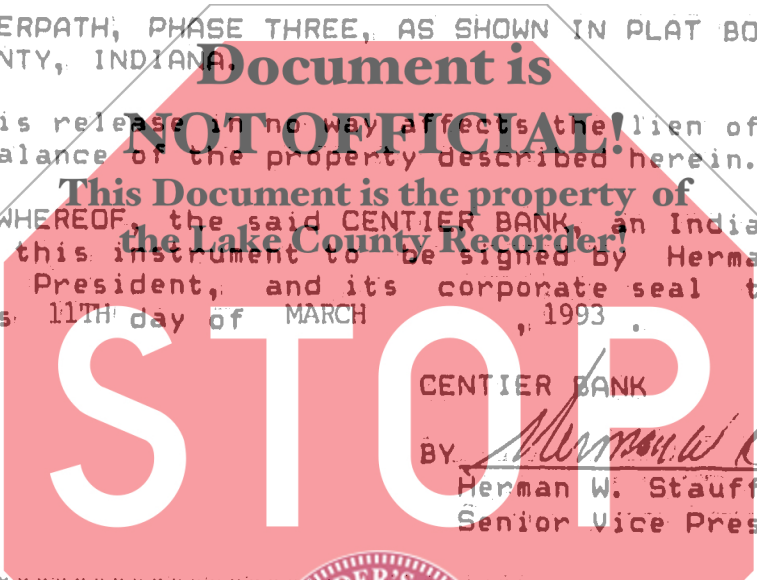 ERPATH, PHASE THREE, AS SHOWN IN PLAT BO
NTY, INDIANA.
Document is
NOT OFFICIAL!
This Document is the property of
the Lake County Recorder!
is release in no way affects the lien of
alance of the property described herein.
WHEREOF, the said CENTIER BANK, an India
this instrument to be signed by Herma
President, and its corporate seal t
s 11TH day of MARCH , 1993 .
STOP
CENTIER BANK
BY Herman W
Herman W. Stauff
Senior Vice Pres
DER'S